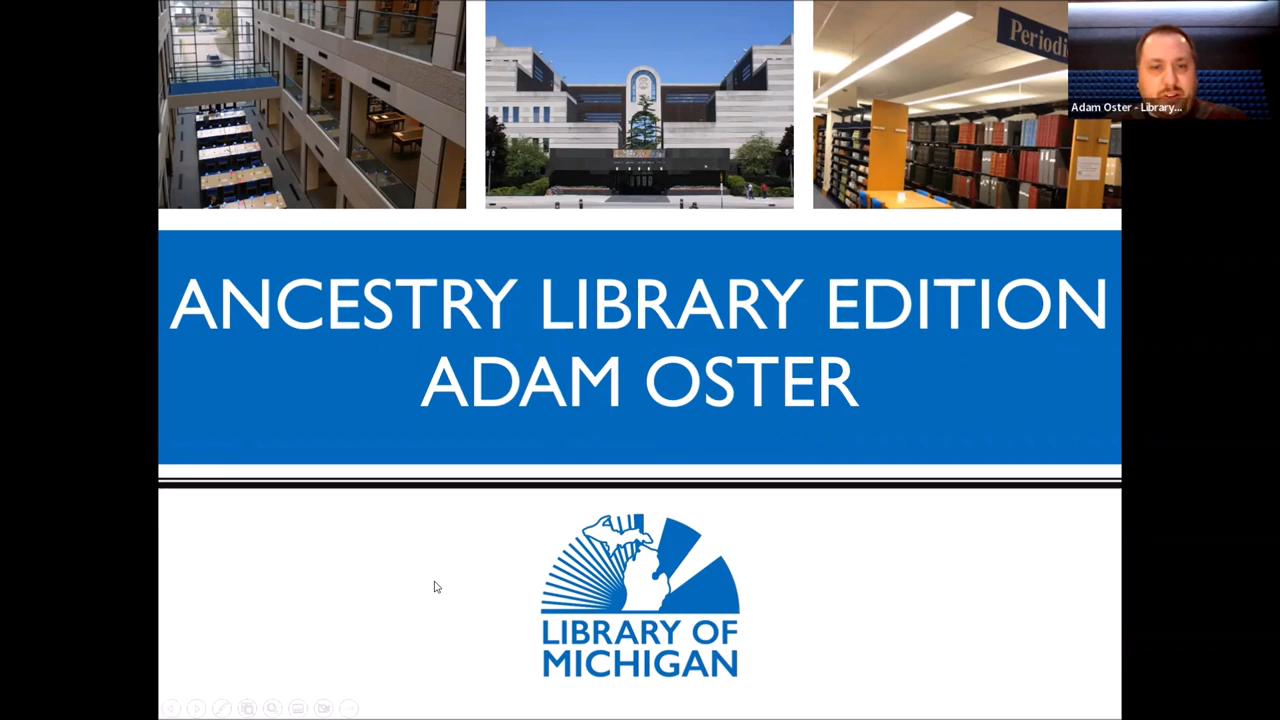 Periodi
Adam Oster - Library...
ANCESTRY LIBRARY EDITION
ADAM OSTER
LIBRARY OF
MICHIGAN